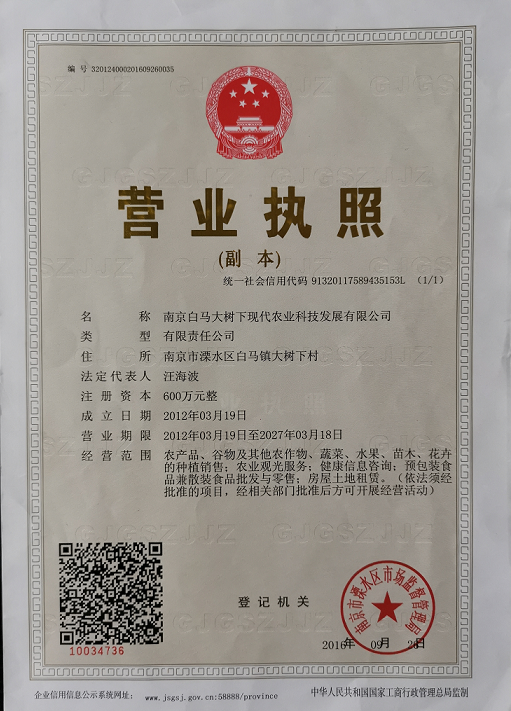 编 号 320124000201609260035
营业执照
(副 本)
统一社会信用代码 91320117589435153L (1/1)
名 称 南京白马大树下现代农业科技发展有限公司
类 型 有限责任公司
住 所 南京市溧水区白马镇大树下村
法定代表人 汪海波
注册资本 600万元整
成立日期 2012年03月19日
营业期限 2012年03月19日至2027年03月18日
经营范围 农产品、谷物及其他农作物、蔬菜、水果、苗木、花卉
的种植销售；农业观光服务；健康信息咨询；预包装食
品兼散装食品批发与零售；房屋土地租赁。（依法须经
批准的项目，经相关部门批准后方可开展经营活动）
10034736
登记机关
南京市溧水区市场监督管理局
2016年 09月 26日
企业信用信息公示系统网址： www.jsgsj.gov.cn:58888/province
中华人民共和国国家工商行政管理总局监制